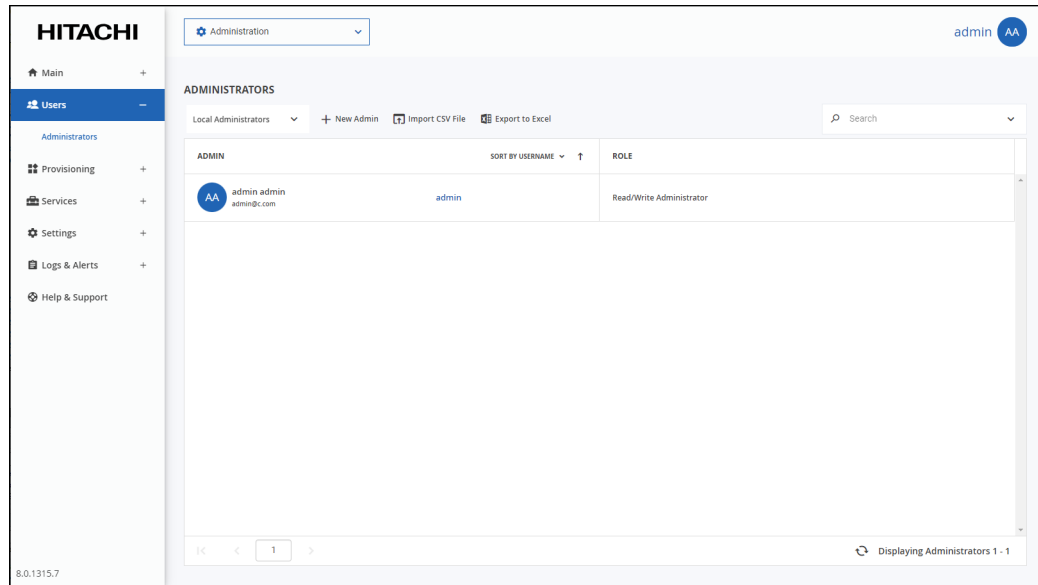 HITACHI
Administration
admin AA
Main
Users
Administrators
Provisioning
Services
Settings
Logs & Alerts
Help & Support
8.0.1315.7
ADMINISTRATORS
Local Administrators New Admin Import CSV File Export to Excel Search
ADMIN SORT BY USERNAME ROLE
AA admin admin admin Read/Write Administrator
admin@c.com
1 Displaying Administrators 1 - 1